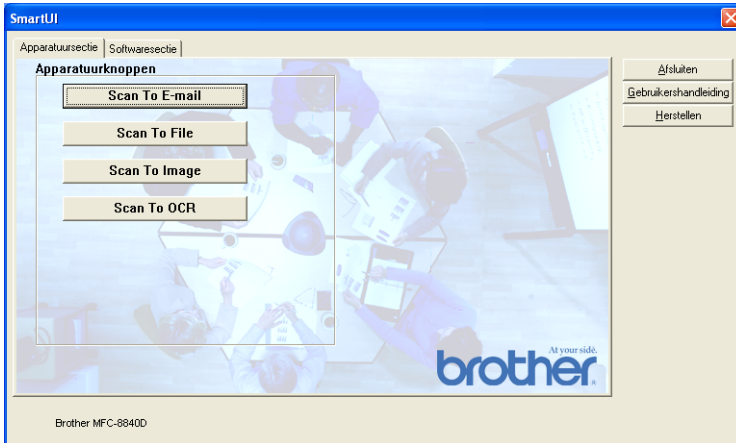 SmartUI
Apparatuursectie
Softwaresectie
Apparatuurknoppen
Scan To E-mail
Scan To File
Scan To Image
Scan To OCR
Afsluiten
Gebruikershandleiding
Herstellen
At your side.
brother
Brother MFC-8840D